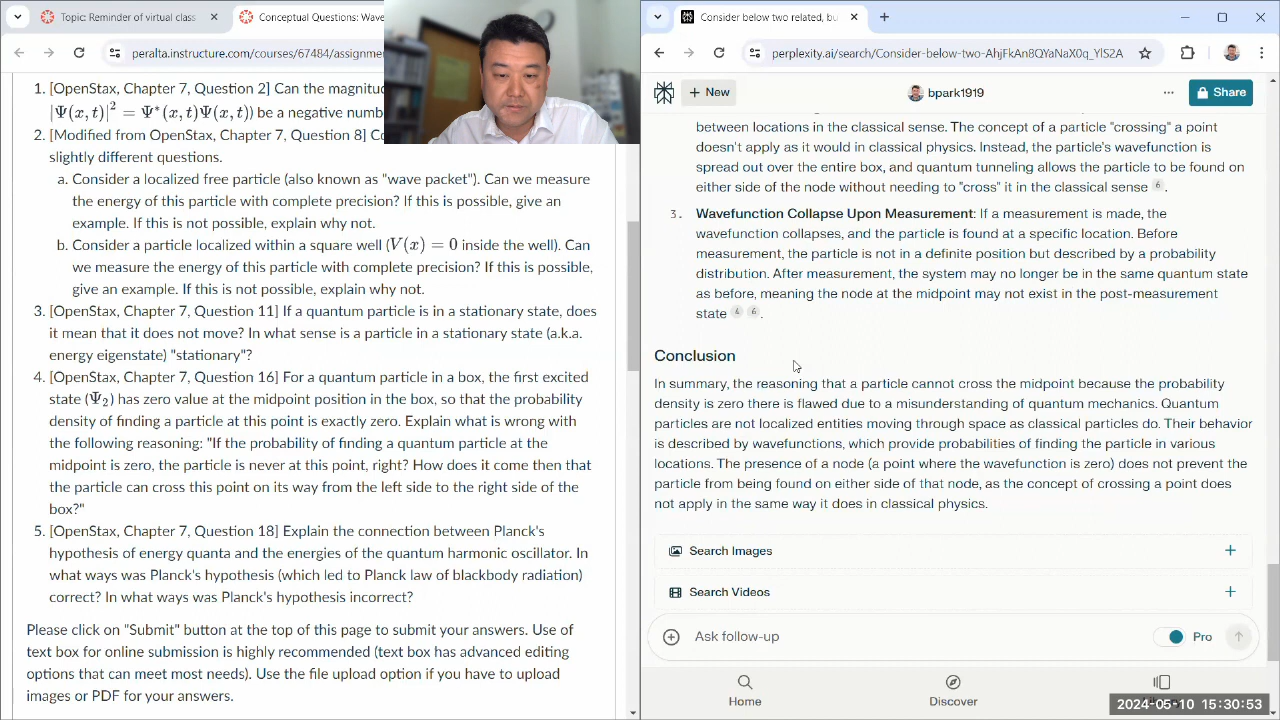 Topic: Reminder of virtual class
Conceptual Questions: Wave
peralta.instructure.com/courses/67484/assignme
1. [OpenStax, Chapter 7, Question 2] Can the magnitu
|Ψ(x,t)|² = Ψ*(x,t)Ψ(x,t)) be a negative numb
2. [Modified from OpenStax, Chapter 7, Question 8] Co
slightly different questions.
a. Consider a localized free particle (also known as "wave packet"). Can we measure
the energy of this particle with complete precision? If this is possible, give an
example. If this is not possible, explain why not.
b. Consider a particle localized within a square well (V(x) = 0 inside the well). Can
we measure the energy of this particle with complete precision? If this is possible,
give an example. If this is not possible, explain why not.
3. [OpenStax, Chapter 7, Question 11] If a quantum particle is in a stationary state, does
it mean that it does not move? In what sense is a particle in a stationary state (a.k.a.
energy eigenstate) "stationary"?
4. [OpenStax, Chapter 7, Question 16] For a quantum particle in a box, the first excited
state (Ψ₂) has zero value at the midpoint position in the box, so that the probability
density of finding a particle at this point is exactly zero. Explain what is wrong with
the following reasoning: "If the probability of finding a quantum particle at the
midpoint is zero, the particle is never at this point, right? How does it come then that
the particle can cross this point on its way from the left side to the right side of the
box?"
5. [OpenStax, Chapter 7, Question 18] Explain the connection between Planck's
hypothesis of energy quanta and the energies of the quantum harmonic oscillator. In
what ways was Planck's hypothesis (which led to Planck law of blackbody radiation)
correct? In what ways was Planck's hypothesis incorrect?
Please click on "Submit" button at the top of this page to submit your answers. Use of
text box for online submission is highly recommended (text box has advanced editing
options that can meet most needs). Use the file upload option if you have to upload
images or PDF for your answers.
Consider below two related, bu
perplexity.ai/search/Consider-below-two-AhjFkAn8QYaNaX0U_YlS2A
New
bpark1919
Share
between locations in the classical sense. The concept of a particle "crossing" a point
doesn't apply as it would in classical physics. Instead, the particle's wavefunction is
spread out over the entire box, and quantum tunneling allows the particle to be found on
either side of the node without needing to "cross" it in the classical sense 6 .
3. Wavefunction Collapse Upon Measurement: If a measurement is made, the
wavefunction collapses, and the particle is found at a specific location. Before
measurement, the particle is not in a definite position but described by a probability
distribution. After measurement, the system may no longer be in the same quantum state
as before, meaning the node at the midpoint may not exist in the post-measurement
state 4 6 .
Conclusion
In summary, the reasoning that a particle cannot cross the midpoint because the probability
density is zero there is flawed due to a misunderstanding of quantum mechanics. Quantum
particles are not localized entities moving through space as classical particles do. Their behavior
is described by wavefunctions, which provide probabilities of finding the particle in various
locations. The presence of a node (a point where the wavefunction is zero) does not prevent the
particle from being found on either side of that node, as the concept of crossing a point does
not apply in the same way it does in classical physics.
Search Images
Search Videos
Ask follow-up
Pro
Home
Discover
2024-05-10 15:30:53